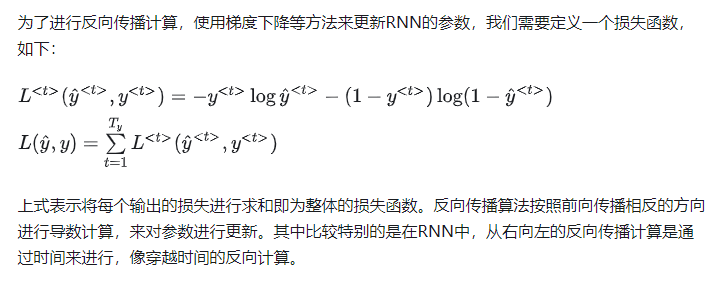 为了进行反向传播计算，使用梯度下降等方法来更新RNN的参数，我们需要定义一个损失函数，
如下：
L^{<t>}(ŷ^{<t>}, y^{<t>}) = −y^{<t>} log ŷ^{<t>} − (1 − y^{<t>}) log(1 − ŷ^{<t>})
L(ŷ, y) = ∑_{t=1}^{T_y} L^{<t>}(ŷ^{<t>}, y^{<t>})
上式表示将每个输出的损失进行求和即为整体的损失函数。反向传播算法按照前向传播相反的方向
进行导数计算，来对参数进行更新。其中比较特别的是在RNN中，从右向左的反向传播计算是通
过时间来进行，像穿越时间的反向计算。